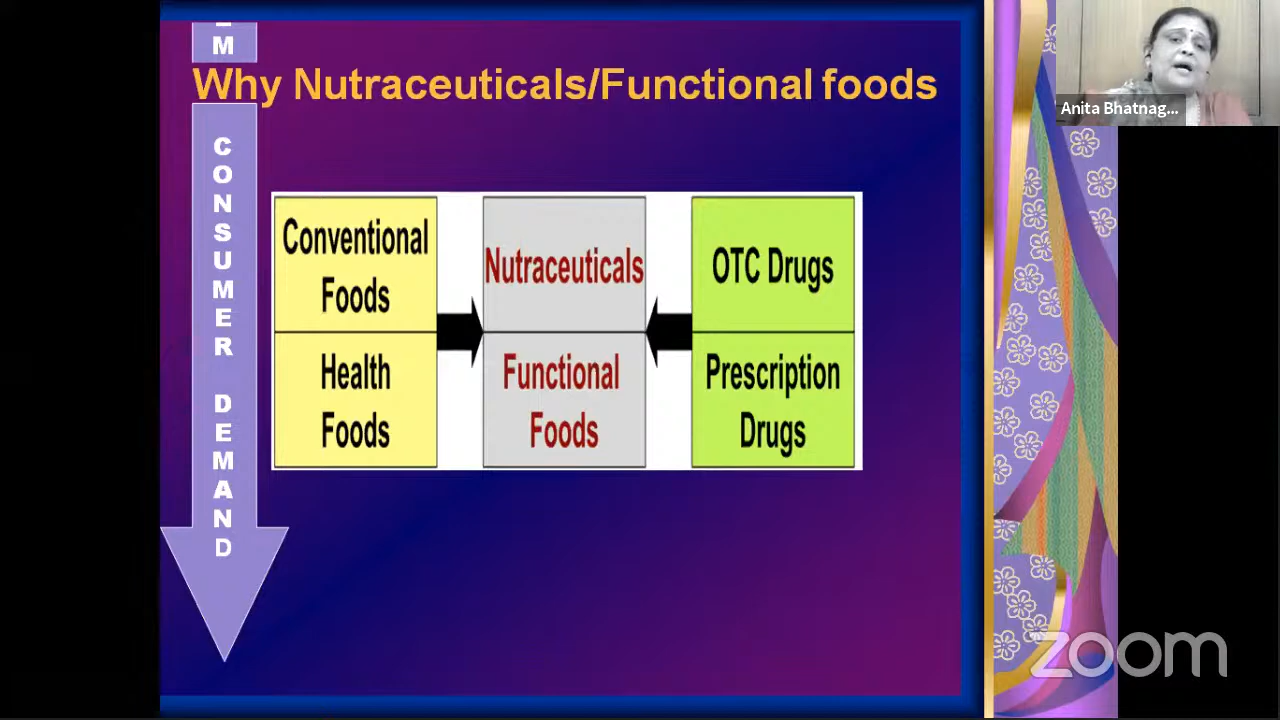 M
Why Nutraceuticals/Functional foods
CONSUMER DEMAND
Conventional
Foods
Health
Foods
Nutraceuticals
Functional
Foods
OTC Drugs
Prescription
Drugs
Anita Bhatnag...
zoom